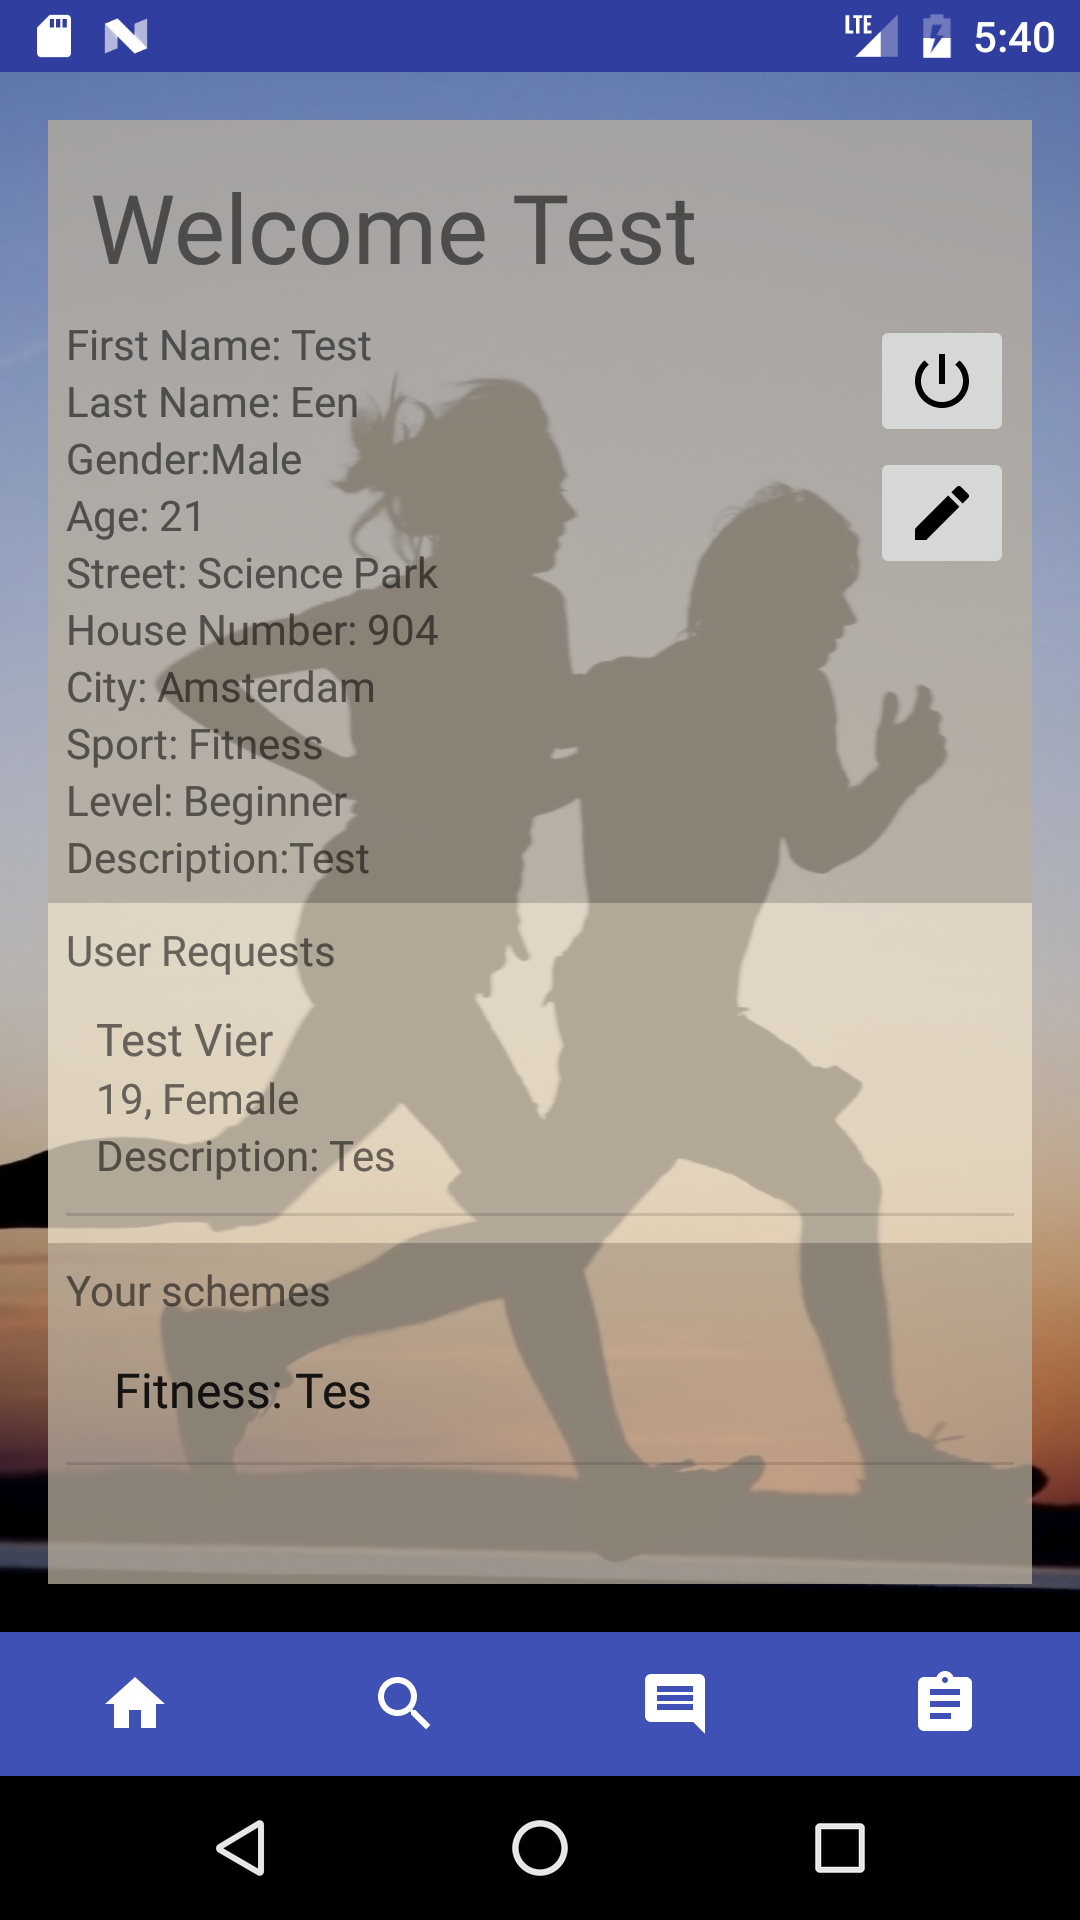 LTE 5:40
Welcome Test
First Name: Test
Last Name: Een
Gender:Male
Age: 21
Street: Science Park
House Number: 904
City: Amsterdam
Sport: Fitness
Level: Beginner
Description:Test
User Requests
Test Vier
19, Female
Description: Tes
Your schemes
Fitness: Tes